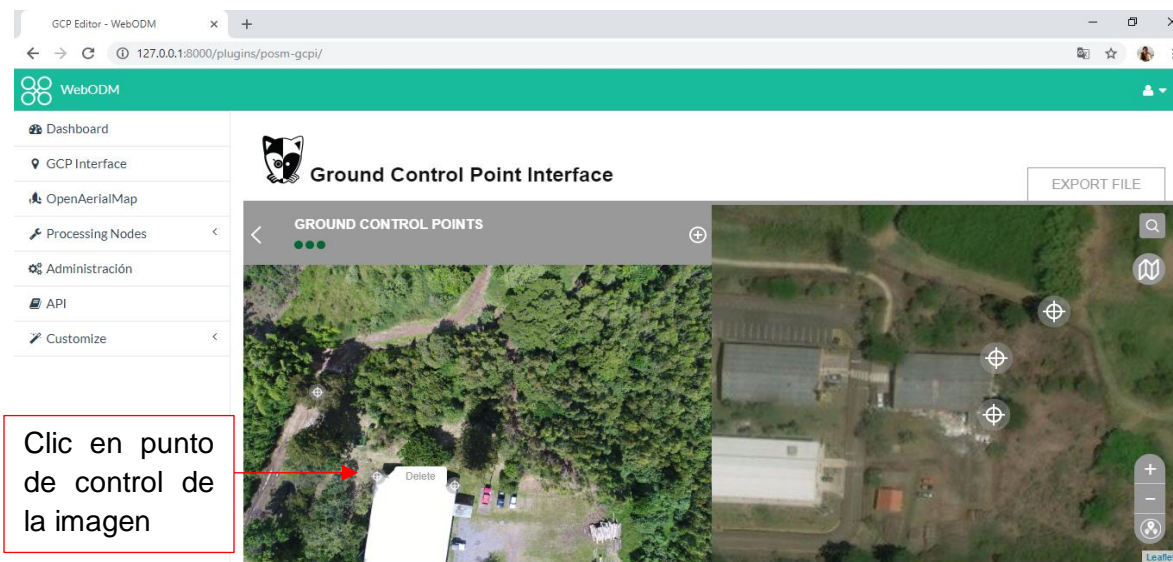 GCP Editor - WebODM
127.0.0.1:8000/plugins/posm-gcpi/
WebODM
Dashboard
GCP Interface
OpenAerialMap
Processing Nodes
Administración
API
Customize
Ground Control Point Interface
EXPORT FILE
GROUND CONTROL POINTS
Delete
Clic en punto
de control de
la imagen